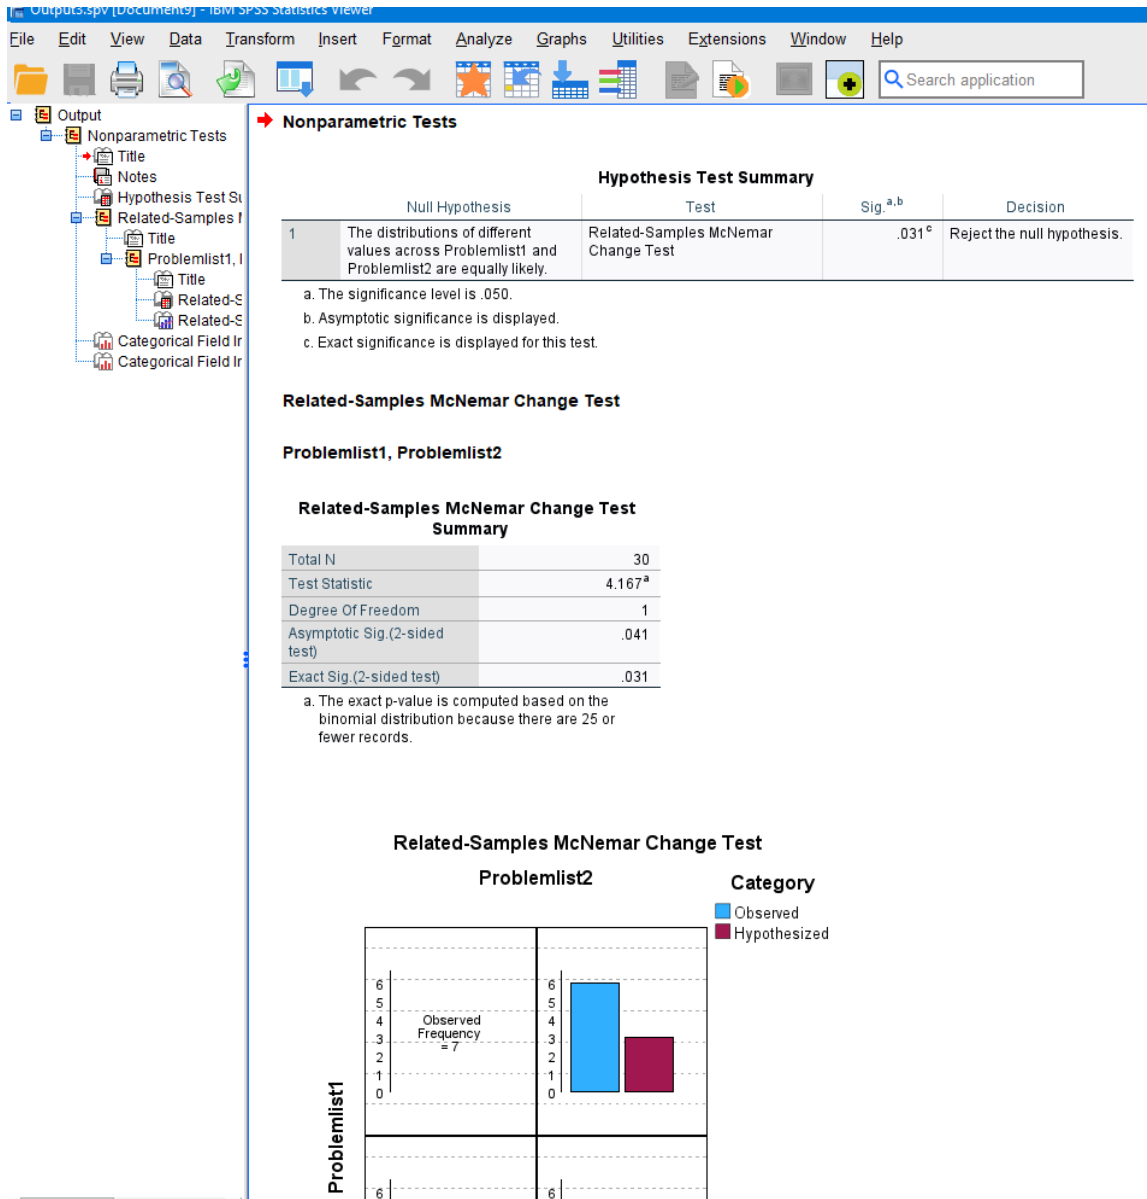 Output3.spv [Document9] - IBM SPSS Statistics Viewer
File Edit View Data Transform Insert Format Analyze Graphs Utilities Extensions Window Help
Search application
Output
Nonparametric Tests
Title
Notes
Hypothesis Test Su
Related-Samples M
Title
Problemlist1, I
Title
Related-S
Related-S
Categorical Field Ir
Categorical Field Ir
Nonparametric Tests
Hypothesis Test Summary
Null Hypothesis Test Sig.a,b Decision
1 The distributions of different values across Problemlist1 and Problemlist2 are equally likely. Related-Samples McNemar Change Test .031c Reject the null hypothesis.
a. The significance level is .050.
b. Asymptotic significance is displayed.
c. Exact significance is displayed for this test.
Related-Samples McNemar Change Test
Problemlist1, Problemlist2
Related-Samples McNemar Change Test
Summary
Total N 30
Test Statistic 4.167a
Degree Of Freedom 1
Asymptotic Sig.(2-sided test) .041
Exact Sig.(2-sided test) .031
a. The exact p-value is computed based on the
binomial distribution because there are 25 or
fewer records.
Related-Samples McNemar Change Test
Problemlist2
Category
Observed
Hypothesized
Problemlist1
6 6
5 5
4 Observed 4
3 Frequency 3
2 = 7 2
1 1
0 0
6 6